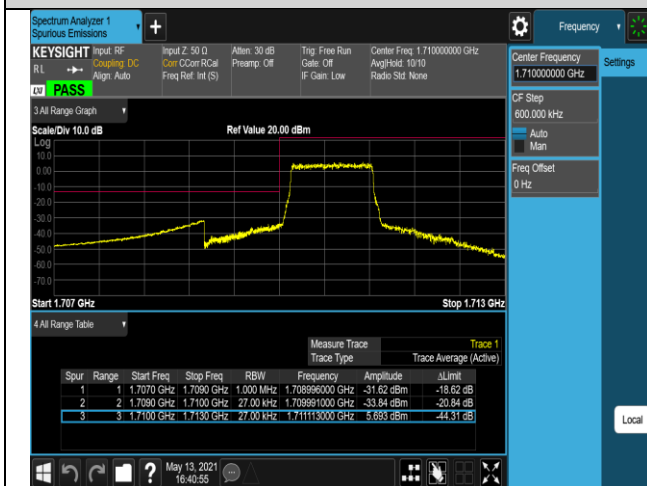 Spectrum Analyzer 1
Spurious Emissions
+
Frequency
KEYSIGHT
RL
LXI
PASS
Input: RF
Coupling: DC
Align: Auto
Input Z: 50 Ω
Corr CCorr RCal
Freq Ref: Int (S)
Atten: 30 dB
Preamp: Off
Trig: Free Run
Gate: Off
IF Gain: Low
Center Freq: 1.710000000 GHz
Avg|Hold: 10/10
Radio Std: None
Center Frequency
1.710000000 GHz
Settings
CF Step
600.000 kHz
Auto
Man
Freq Offset
0 Hz
3 All Range Graph
Scale/Div 10.0 dB
Ref Value 20.00 dBm
Log
10.0
0.00
-10.0
-20.0
-30.0
-40.0
-50.0
-60.0
-70.0
Start 1.707 GHz
Stop 1.713 GHz
4 All Range Table
Measure Trace Trace 1
Trace Type Trace Average (Active)
Spur Range Start Freq Stop Freq RBW Frequency Amplitude ΔLimit
1 1 1.7070 GHz 1.7090 GHz 1.000 MHz 1.708996000 GHz -31.62 dBm -18.62 dB
2 2 1.7090 GHz 1.7100 GHz 27.00 kHz 1.709991000 GHz -33.84 dBm -20.84 dB
3 3 1.7100 GHz 1.7130 GHz 27.00 kHz 1.711113000 GHz 5.693 dBm -44.31 dB
Local
?
May 13, 2021
16:40:55